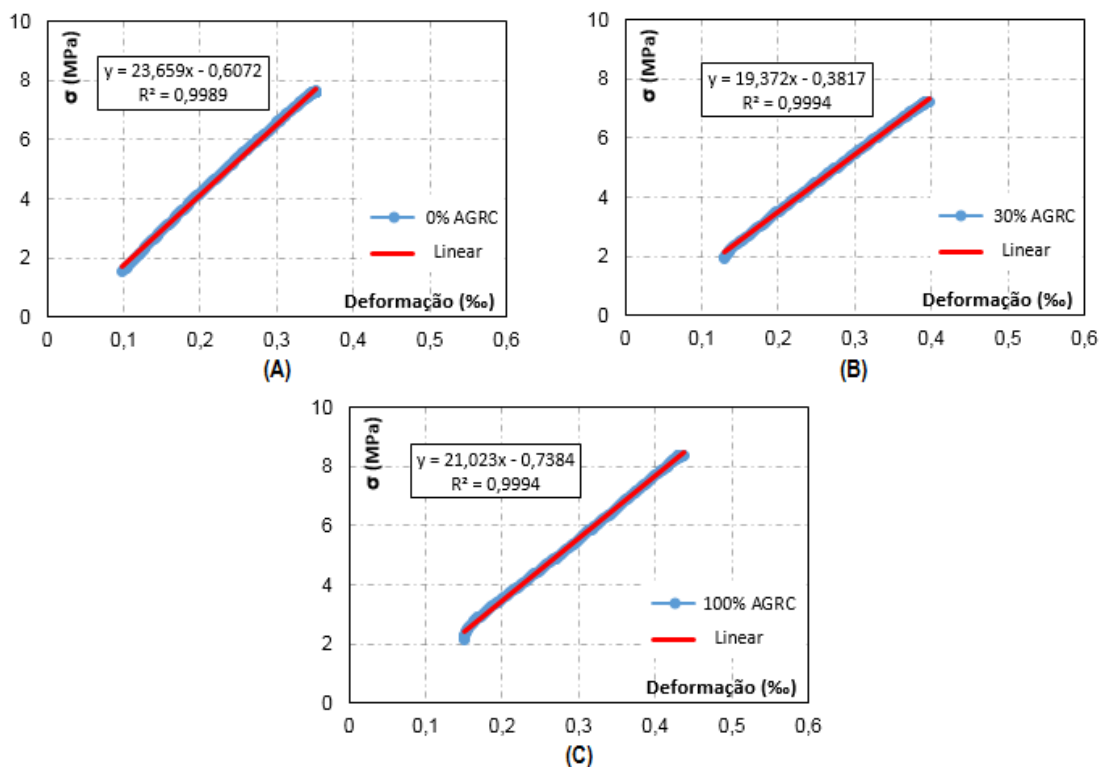 σ (MPa)
10
8
6
4
2
0
y = 23,659x - 0,6072
R² = 0,9989
0% AGRC
Linear
Deformação (‰)
0 0,1 0,2 0,3 0,4 0,5 0,6
(A)
σ (MPa)
10
8
6
4
2
0
y = 19,372x - 0,3817
R² = 0,9994
30% AGRC
Linear
Deformação (‰)
0 0,1 0,2 0,3 0,4 0,5 0,6
(B)
σ (MPa)
10
8
6
4
2
0
y = 21,023x - 0,7384
R² = 0,9994
100% AGRC
Linear
Deformação (‰)
0 0,1 0,2 0,3 0,4 0,5 0,6
(C)